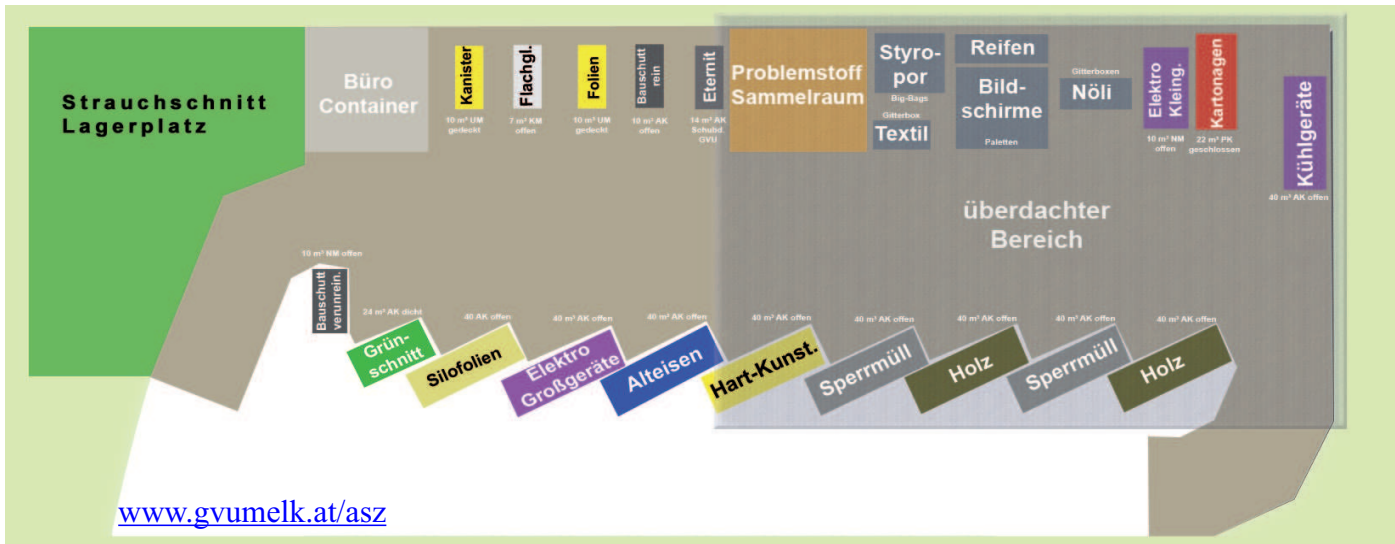 Strauchschnitt
Lagerplatz
Büro
Container
Kanister
10 m³ UM
gedeckt
Flachgl.
7 m³ KM
offen
Folien
10 m³ UM
gedeckt
Bauschutt
rein
10 m³ AK
offen
Eternit
14 m³ AK
Schubd.
GVU
Problemstoff
Sammelraum
Styro-
por
Big-Bags
Gitterbox
Textil
Reifen
Bild-
schirme
Paletten
Gitterboxen
Nöli
Elektro
Kleing.
10 m³ NM
offen
Kartonagen
22 m³ PK
geschlossen
Kühlgeräte
40 m³ AK offen
überdachter
Bereich
10 m³ NM offen
Bauschutt
verunrein.
24 m³ AK dicht
Grün-
schnitt
40 AK offen
Silofolien
40 m³ AK offen
Elektro
Großgeräte
40 m³ AK offen
Alteisen
40 m³ AK offen
Hart-Kunst.
40 m³ AK offen
Sperrmüll
40 m³ AK offen
Holz
40 m³ AK offen
Sperrmüll
40 m³ AK offen
Holz
www.gvumelk.at/asz